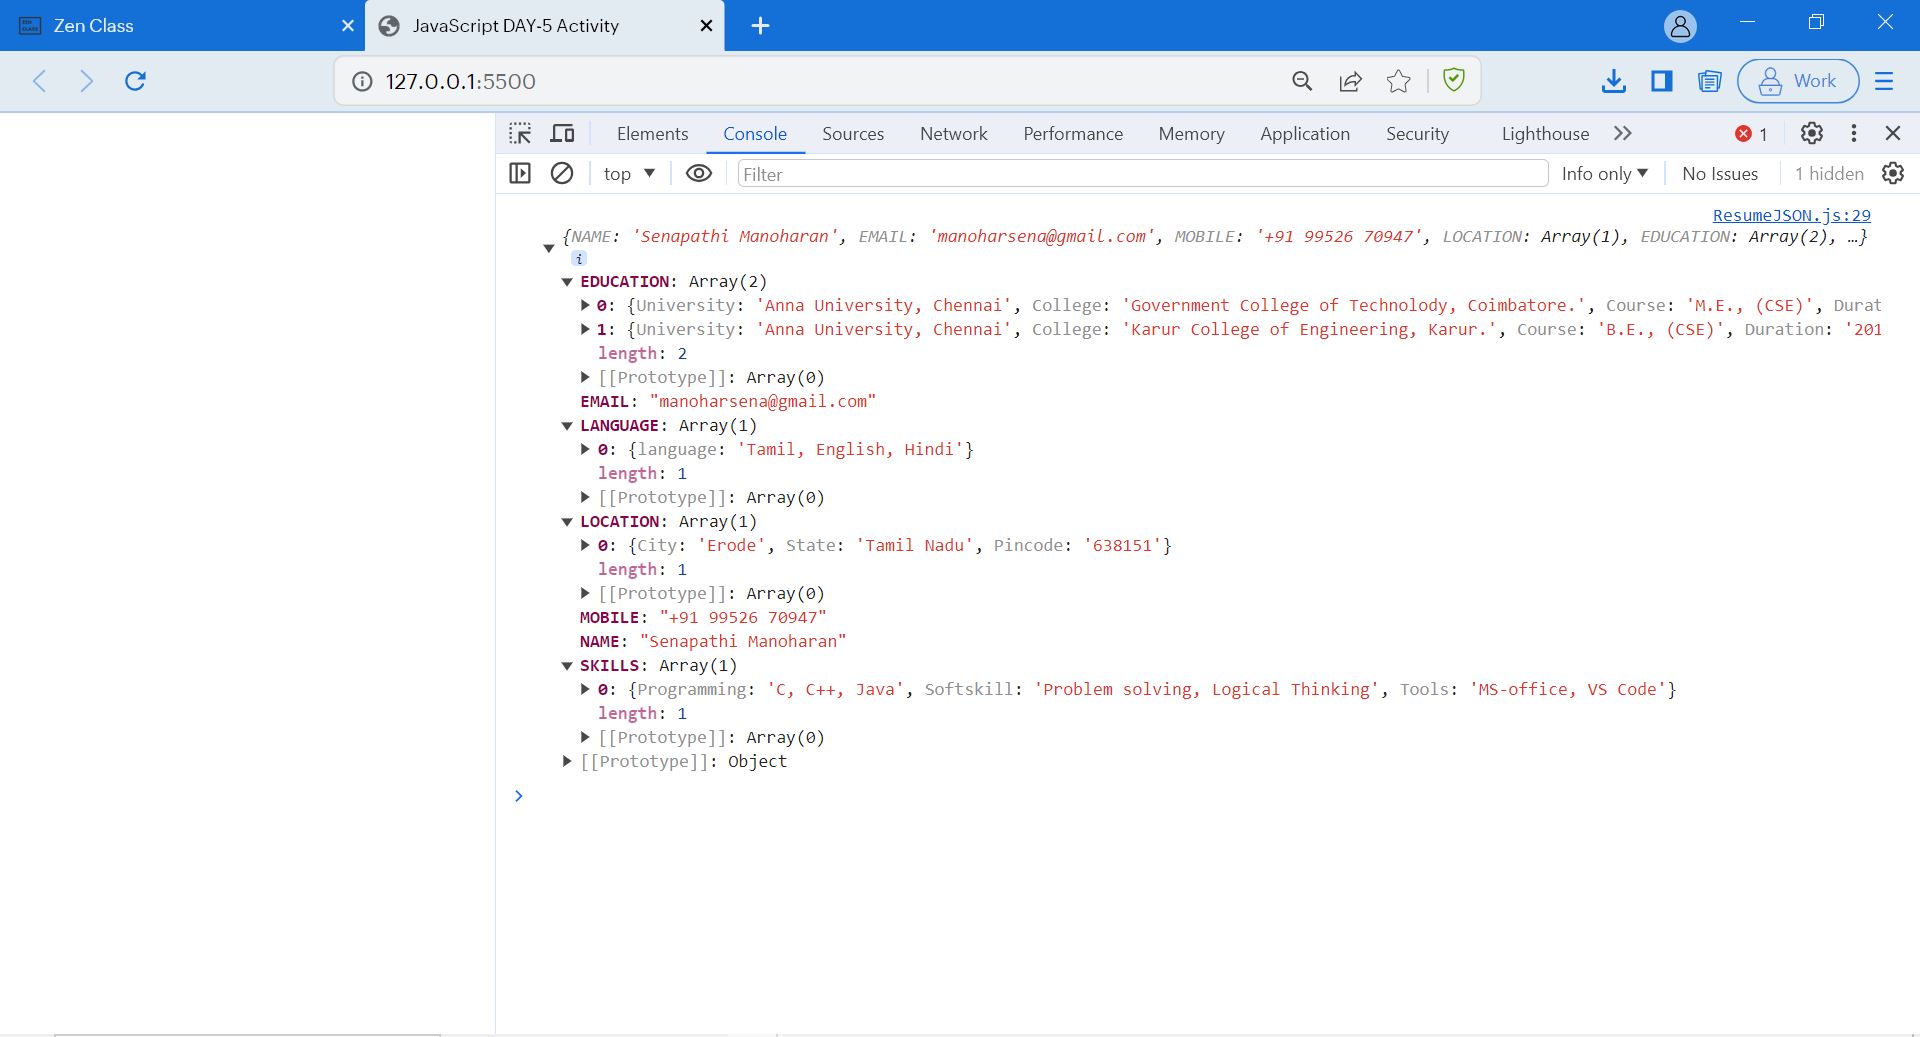 Zen Class
JavaScript DAY-5 Activity
127.0.0.1:5500
Work
Elements Console Sources Network Performance Memory Application Security Lighthouse 1
top Filter Info only No Issues 1 hidden
ResumeJSON.js:29
{NAME: 'Senapathi Manoharan', EMAIL: 'manoharsena@gmail.com', MOBILE: '+91 99526 70947', LOCATION: Array(1), EDUCATION: Array(2), …}
i
EDUCATION: Array(2)
0: {University: 'Anna University, Chennai', College: 'Government College of Technolody, Coimbatore.', Course: 'M.E., (CSE)', Durat
1: {University: 'Anna University, Chennai', College: 'Karur College of Engineering, Karur.', Course: 'B.E., (CSE)', Duration: '201
length: 2
[[Prototype]]: Array(0)
EMAIL: "manoharsena@gmail.com"
LANGUAGE: Array(1)
0: {language: 'Tamil, English, Hindi'}
length: 1
[[Prototype]]: Array(0)
LOCATION: Array(1)
0: {City: 'Erode', State: 'Tamil Nadu', Pincode: '638151'}
length: 1
[[Prototype]]: Array(0)
MOBILE: "+91 99526 70947"
NAME: "Senapathi Manoharan"
SKILLS: Array(1)
0: {Programming: 'C, C++, Java', Softskill: 'Problem solving, Logical Thinking', Tools: 'MS-office, VS Code'}
length: 1
[[Prototype]]: Array(0)
[[Prototype]]: Object